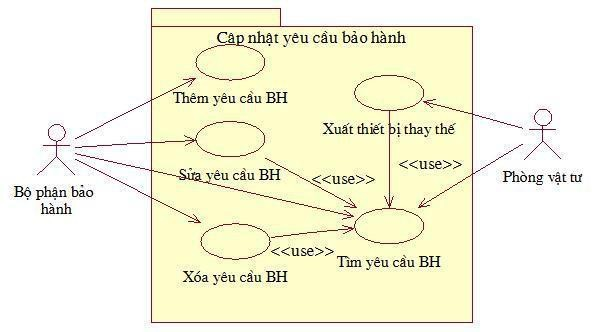 Cập nhật yêu cầu bảo hành
Thêm yêu cầu BH
Xuất thiết bị thay thế
Sửa yêu cầu BH
<<use>>
<<use>>
Bộ phận bảo
hành
Phòng vật tư
<<use>>
Xóa yêu cầu BH
Tìm yêu cầu BH